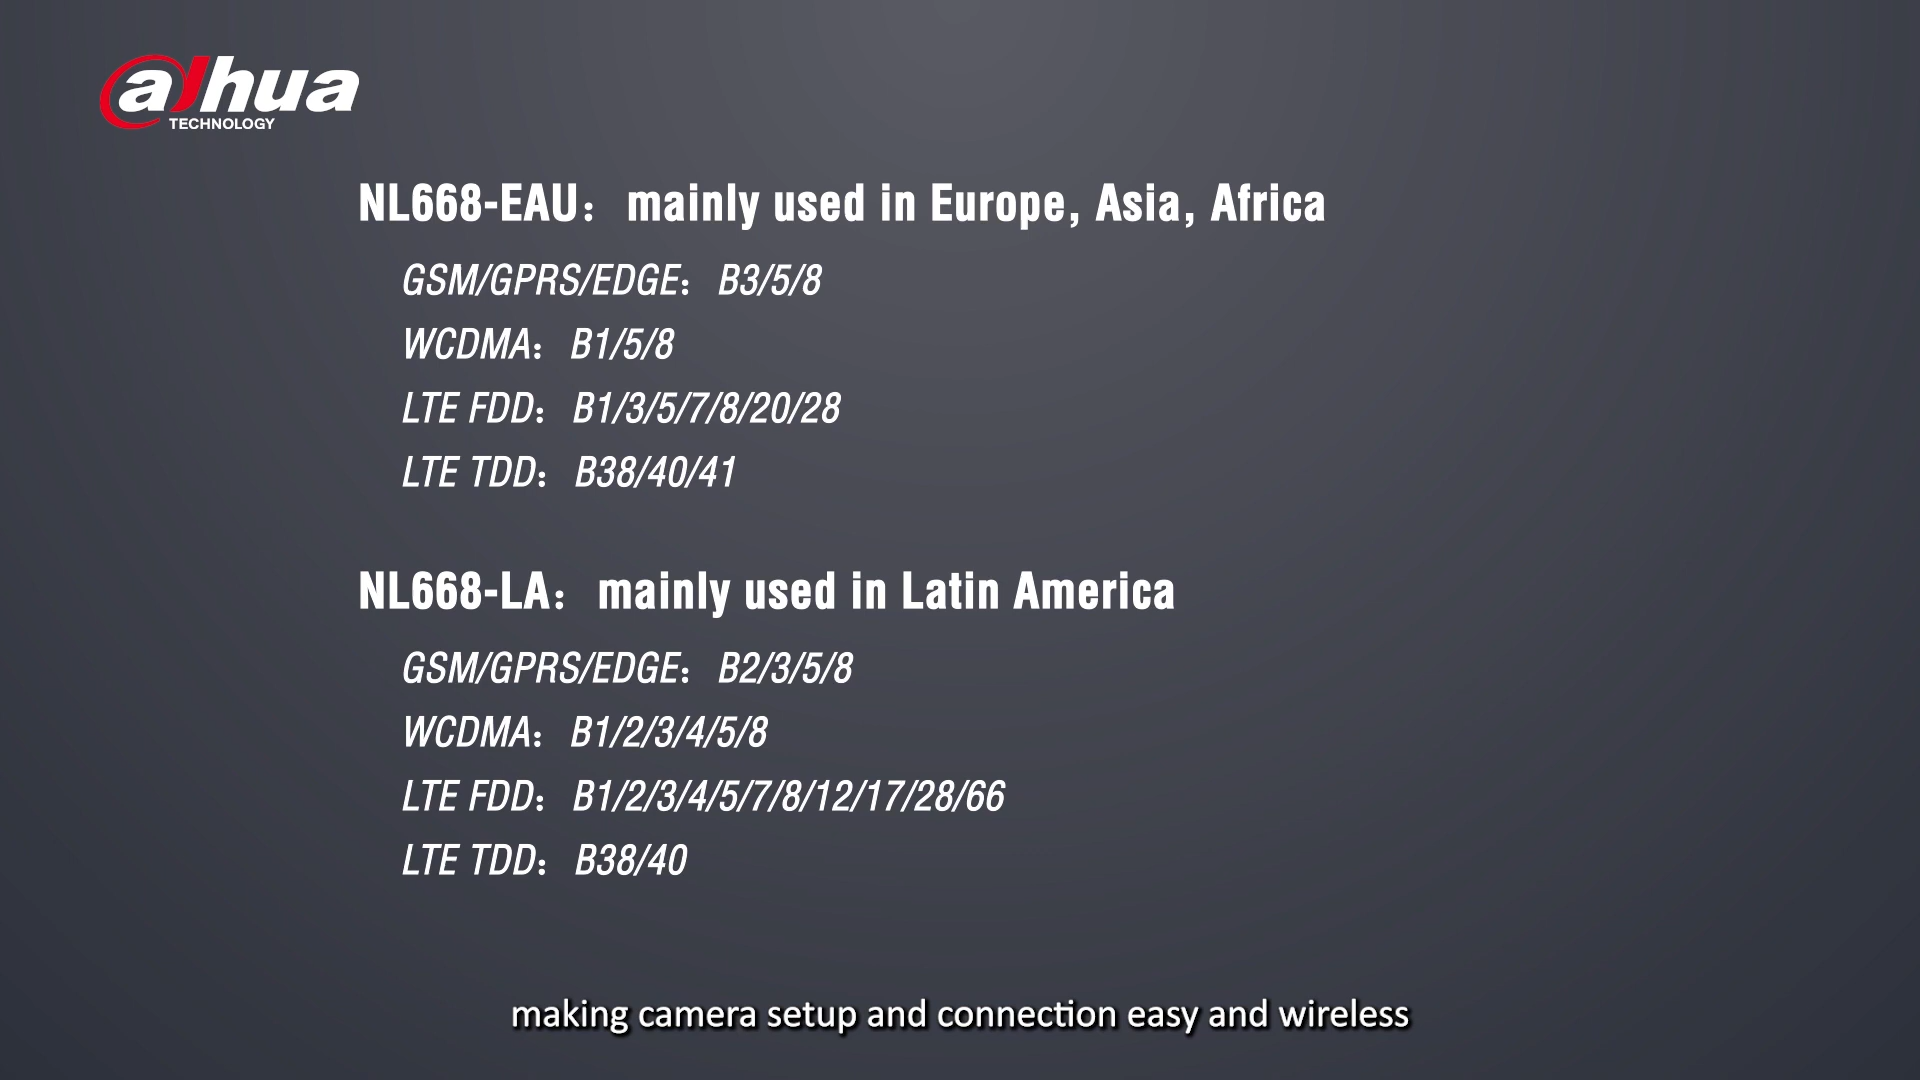 alhua
TECHNOLOGY
NL668-EAU：mainly used in Europe, Asia, Africa
GSM/GPRS/EDGE：B3/5/8
WCDMA：B1/5/8
LTE FDD：B1/3/5/7/8/20/28
LTE TDD：B38/40/41
NL668-LA：mainly used in Latin America
GSM/GPRS/EDGE：B2/3/5/8
WCDMA：B1/2/3/4/5/8
LTE FDD：B1/2/3/4/5/7/8/12/17/28/66
LTE TDD：B38/40
making camera setup and connection easy and wireless